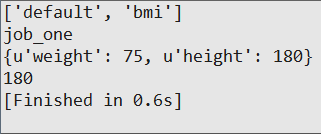 ['default', 'bmi']
job_one
{u'weight': 75, u'height': 180}
180
[Finished in 0.6s]